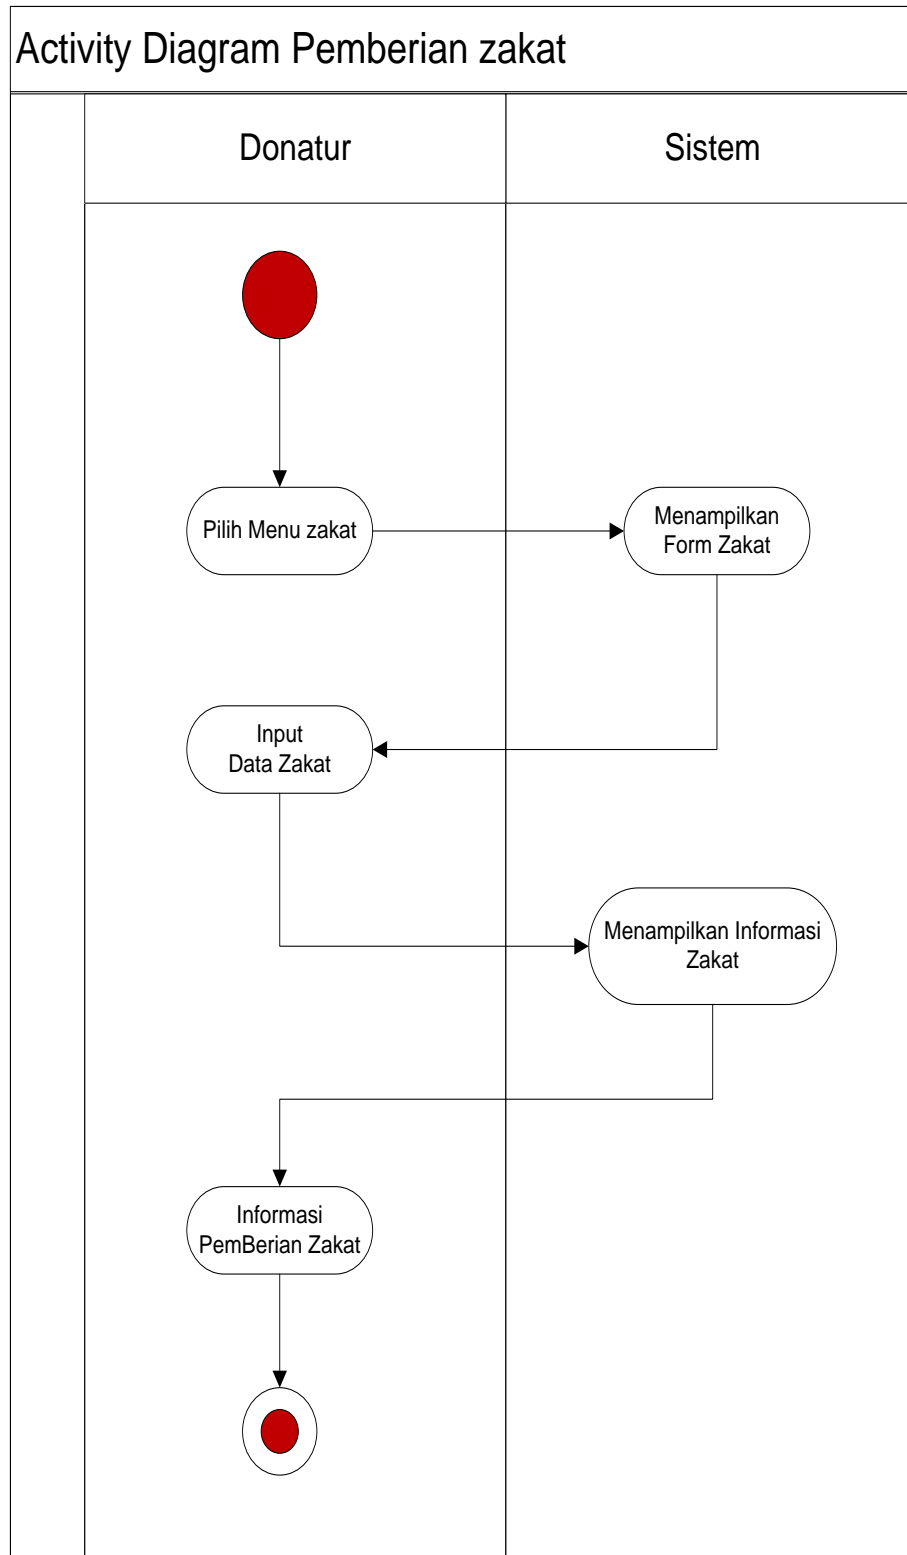 Activity Diagram Pemberian zakat
Donatur
Sistem
Pilih Menu zakat
Menampilkan
Form Zakat
Input
Data Zakat
Menampilkan Informasi
Zakat
Informasi
PemBerian Zakat